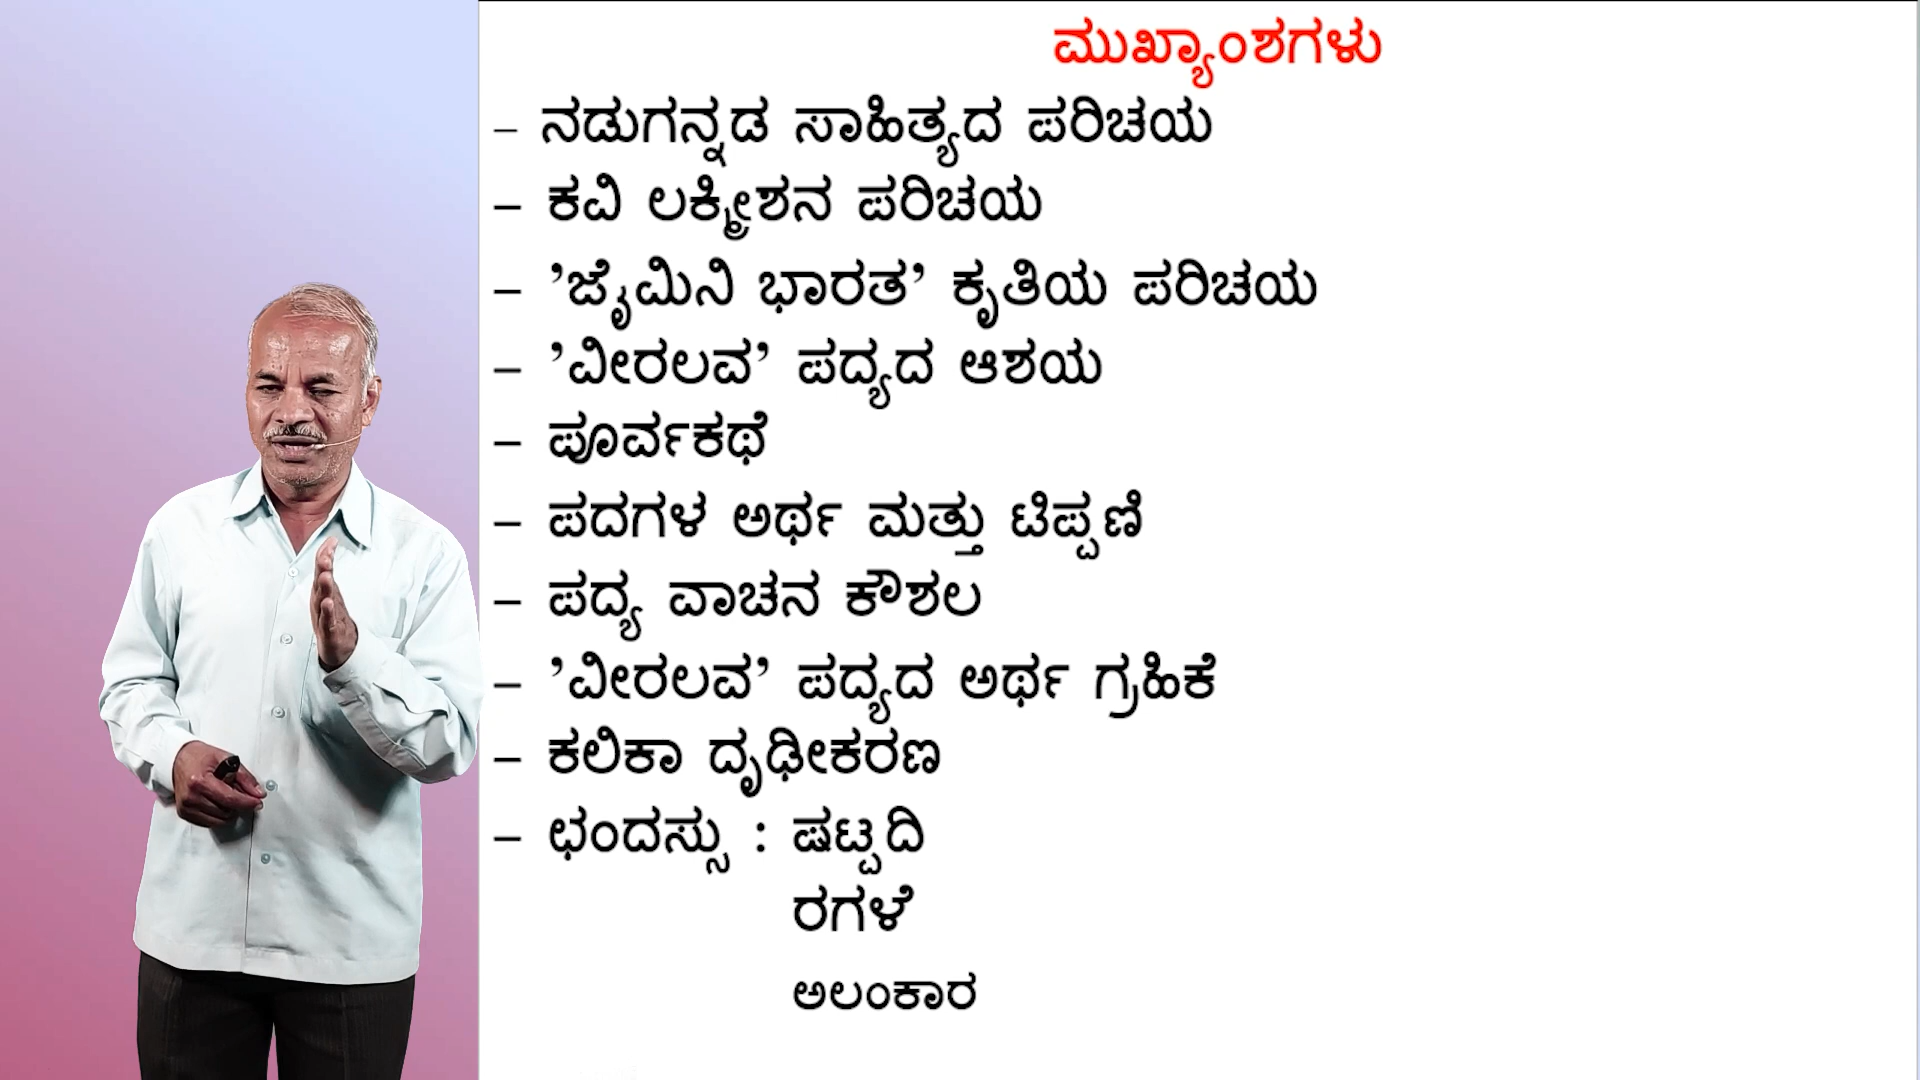 ಮುಖ್ಯಾಂಶಗಳು
– ನಡುಗನ್ನಡ ಸಾಹಿತ್ಯದ ಪರಿಚಯ
– ಕವಿ ಲಕ್ಷ್ಮೀಶನ ಪರಿಚಯ
– ’ಜೈಮಿನಿ ಭಾರತ’ ಕೃತಿಯ ಪರಿಚಯ
– ’ವೀರಲವ’ ಪದ್ಯದ ಆಶಯ
– ಪೂರ್ವಕಥೆ
– ಪದಗಳ ಅರ್ಥ ಮತ್ತು ಟಿಪ್ಪಣಿ
– ಪದ್ಯ ವಾಚನ ಕೌಶಲ
– ’ವೀರಲವ’ ಪದ್ಯದ ಅರ್ಥ ಗ್ರಹಿಕೆ
– ಕಲಿಕಾ ದೃಢೀಕರಣ
– ಛಂದಸ್ಸು : ಷಟ್ಪದಿ
ರಗಳೆ
ಅಲಂಕಾರ